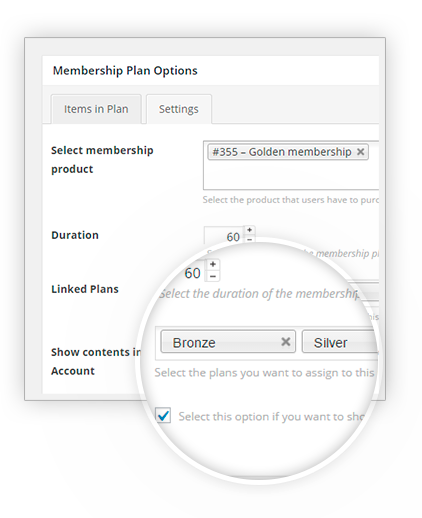 Membership Plan Options
Items in Plan Settings
Select membership product
#355 – Golden membership ×
Select the product that users have to purc
Duration
60 + −
he membership p
60 + −
Select the duration of the membership
Linked Plans
Bronze × Silver
Select the plans you want to assign to this
Show contents in
Account
Select this option if you want to sho